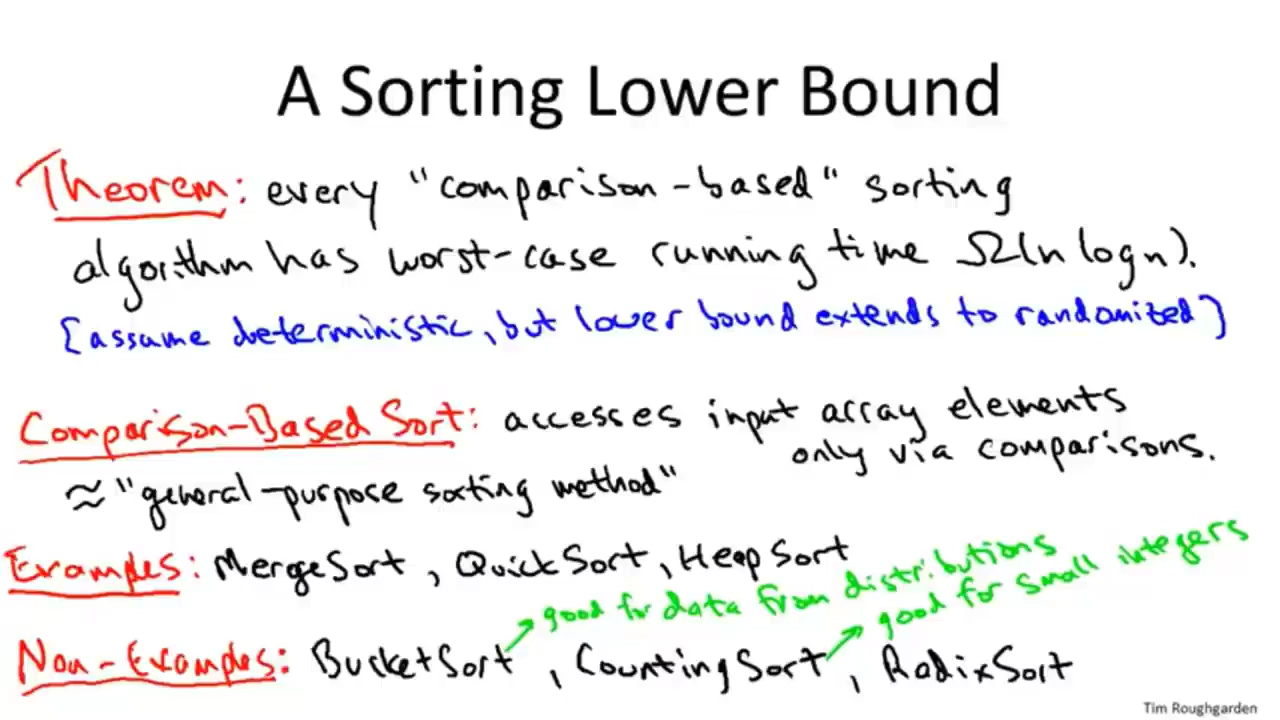 A Sorting Lower Bound
Theorem: every "comparison-based" sorting
algorithm has worst-case running time Ω(n log n).
[assume deterministic, but lower bound extends to randomized]
Comparison-Based Sort: accesses input array elements
only via comparisons.
≈ "general-purpose sorting method"
Examples: MergeSort, QuickSort, HeapSort
good for data from distributions
good for small integers
Non-Examples: BucketSort, CountingSort, RadixSort
Tim Roughgarden